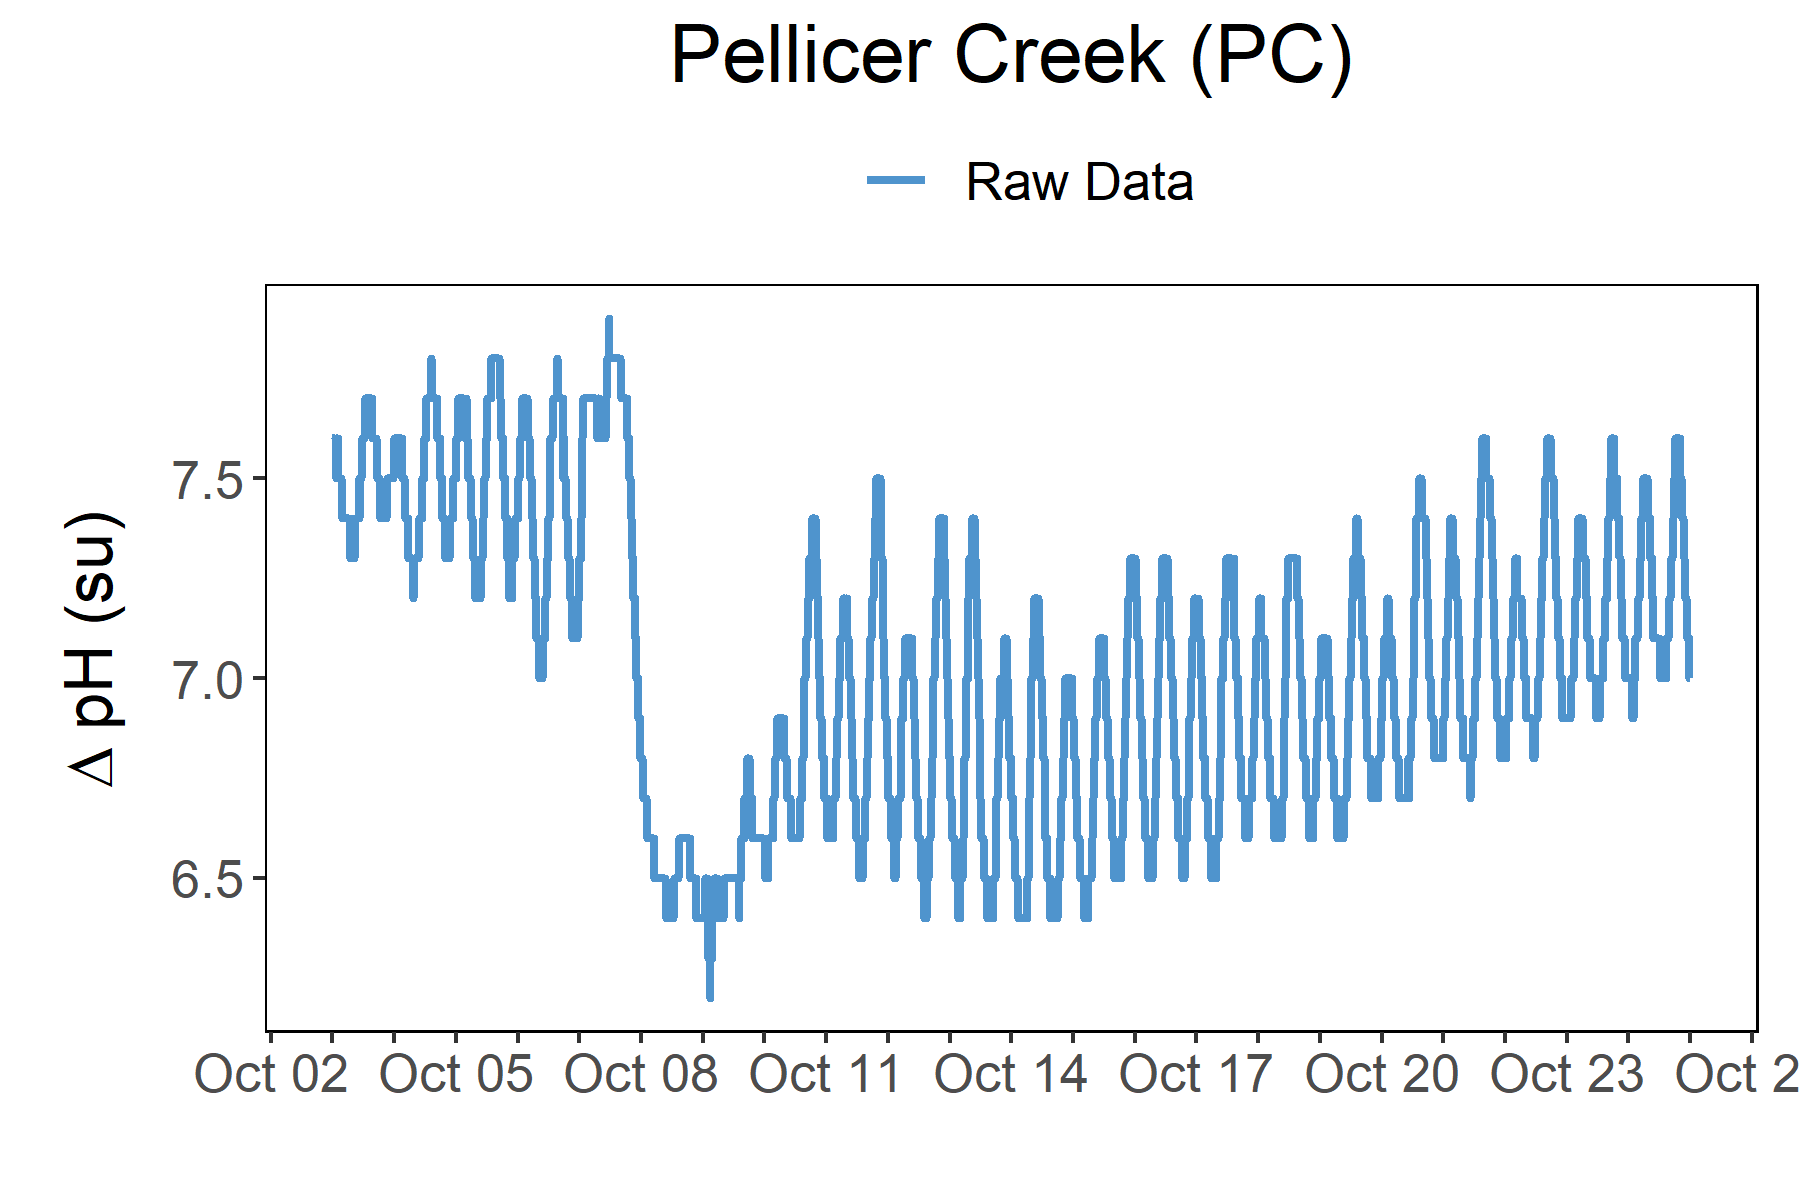 Pellicer Creek (PC)
Raw Data
Δ pH (su)
7.5
7.0
6.5
Oct 02 Oct 05 Oct 08 Oct 11 Oct 14 Oct 17 Oct 20 Oct 23 Oct 2